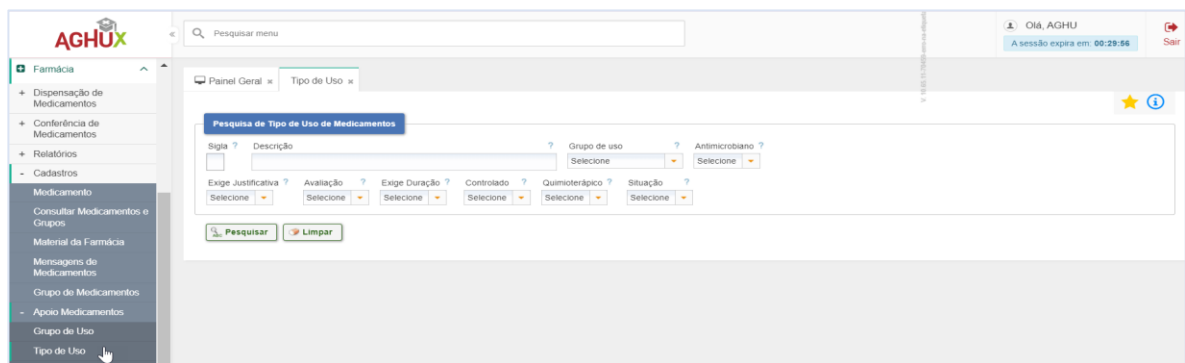 AGHUX
«
Pesquisar menu
Olá, AGHU
A sessão expira em: 00:29:56
Sair
Farmácia
+ Dispensação de
Medicamentos
+ Conferência de
Medicamentos
+ Relatórios
- Cadastros
Medicamento
Consultar Medicamentos e
Grupos
Material da Farmácia
Mensagens de
Medicamentos
Grupo de Medicamentos
- Apoio Medicamentos
Grupo de Uso
Tipo de Uso
Painel Geral × Tipo de Uso ×
Pesquisa de Tipo de Uso de Medicamentos
Sigla ? Descrição ? Grupo de uso ? Antimicrobiano ?
Selecione Selecione
Exige Justificativa ? Avaliação ? Exige Duração ? Controlado ? Quimioterápico ? Situação ?
Selecione Selecione Selecione Selecione Selecione Selecione
Pesquisar Limpar